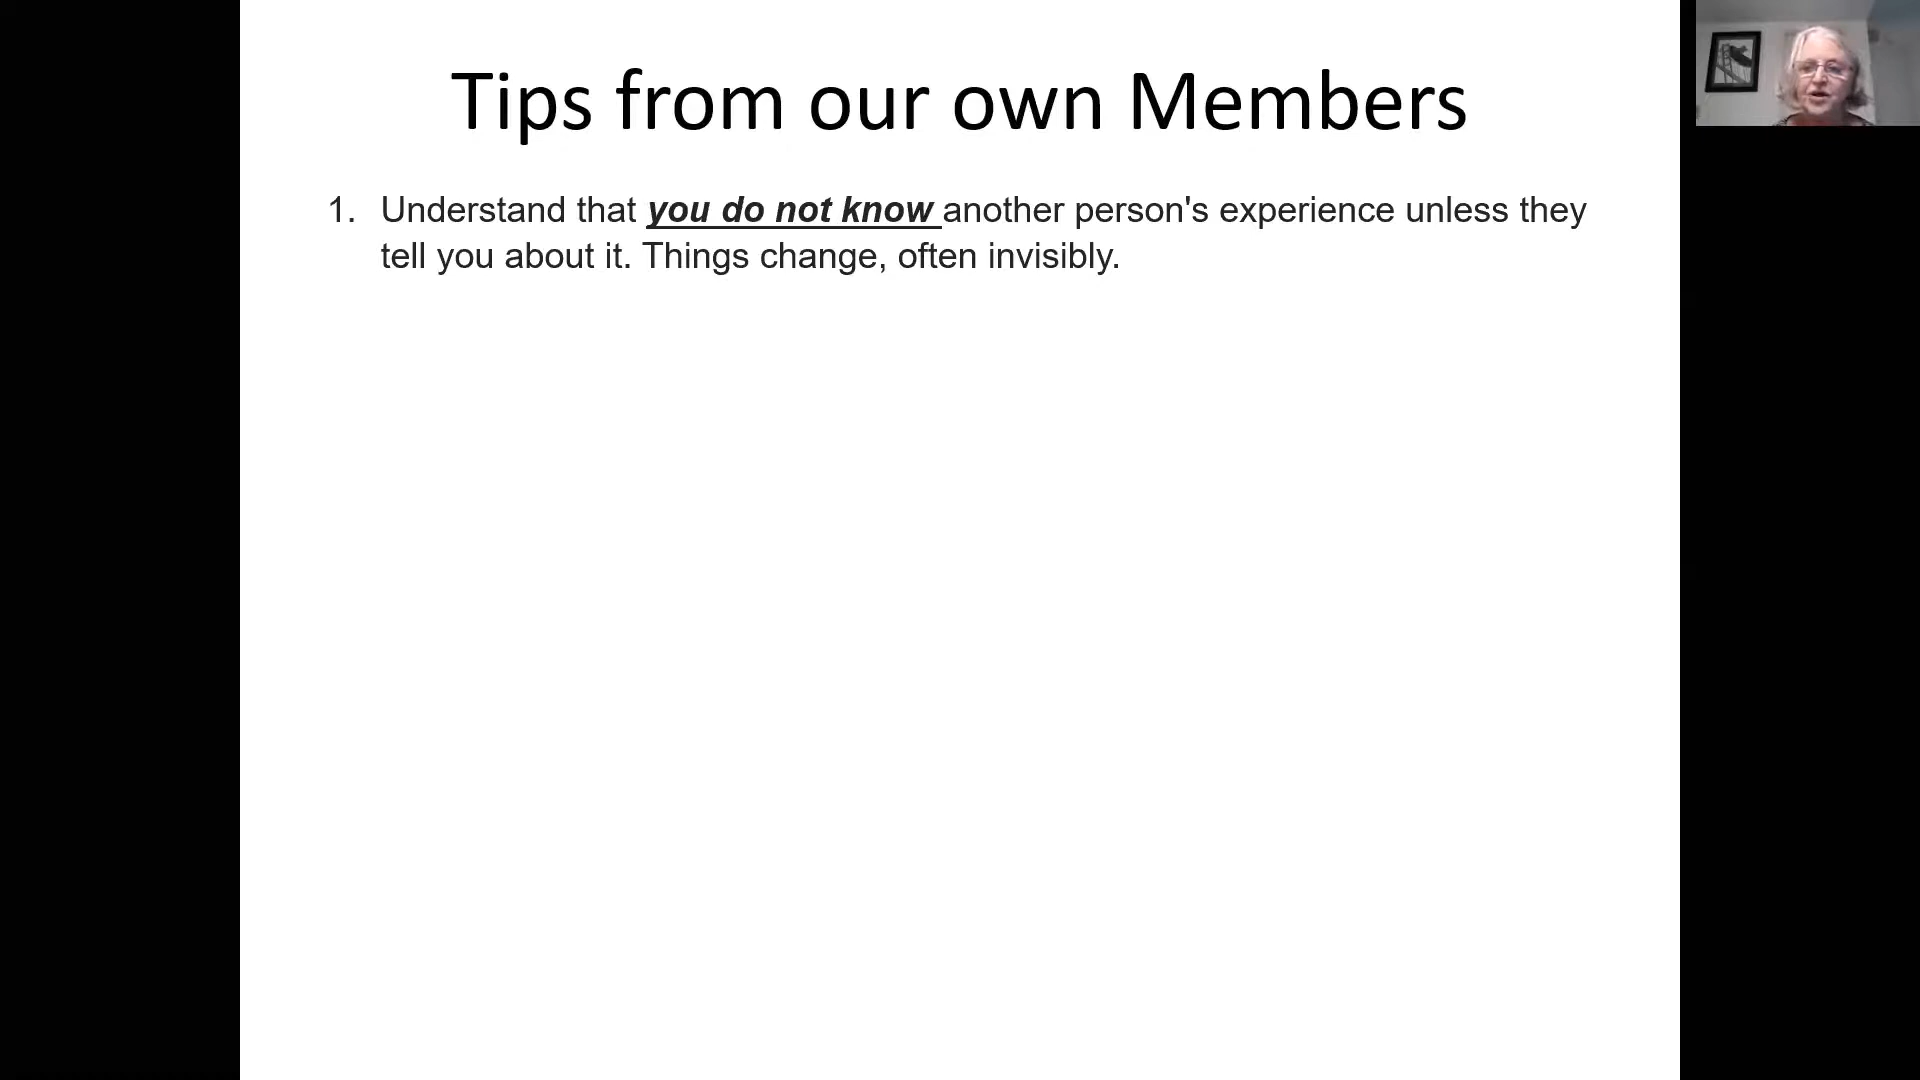 Tips from our own Members
1. Understand that you do not know another person's experience unless they
tell you about it. Things change, often invisibly.